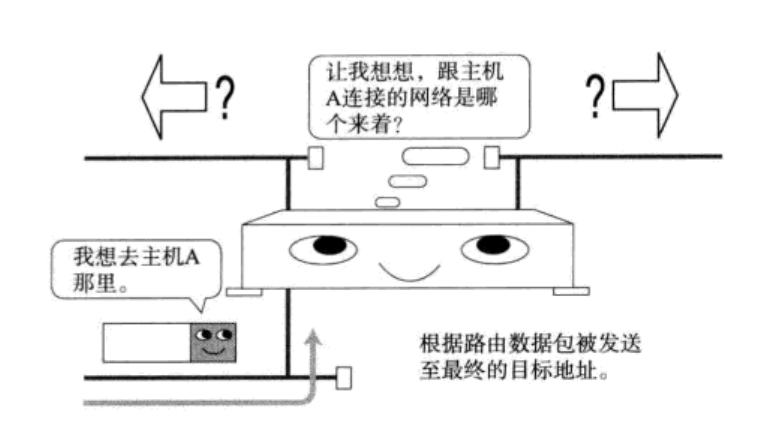 ?
让我想想，跟主机
A连接的网络是哪
个来着？
?
我想去主机A
那里。
根据路由数据包被发送
至最终的目标地址。